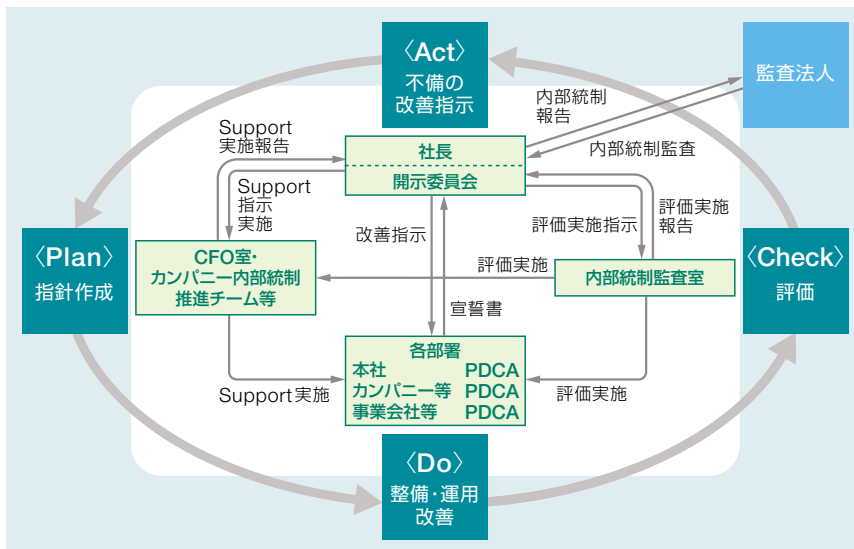 〈Act〉
不備の
改善指示
監査法人
内部統制
報告
内部統制監査
Support
実施報告
社長
開示委員会
Support
指示
実施
改善指示
評価実施指示
評価実施
報告
〈Plan〉
指針作成
CFO室・
カンパニー内部統制
推進チーム等
評価実施
内部統制監査室
〈Check〉
評価
宣誓書
各部署
本社 PDCA
カンパニー等 PDCA
事業会社等 PDCA
Support実施
評価実施
〈Do〉
整備・運用
改善